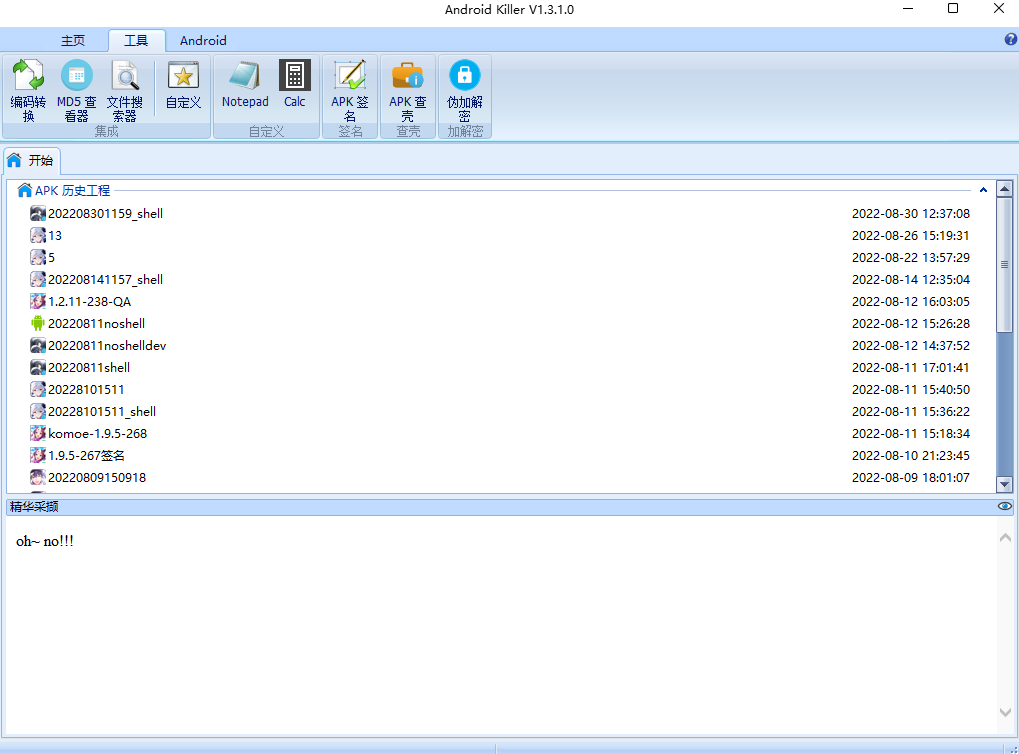 Android Killer V1.3.1.0
主页 工具 Android
编码转换 MD5 查看器 文件搜索器 自定义 Notepad Calc APK 签名 APK 查壳 伪加解密
集成 自定义 签名 查壳 加解密
开始
APK 历史工程
202208301159_shell 2022-08-30 12:37:08
13 2022-08-26 15:19:31
5 2022-08-22 13:57:29
202208141157_shell 2022-08-14 12:35:04
1.2.11-238-QA 2022-08-12 16:03:05
20220811noshell 2022-08-12 15:26:28
20220811noshelldev 2022-08-12 14:37:52
20220811shell 2022-08-11 17:01:41
20228101511 2022-08-11 15:40:50
20228101511_shell 2022-08-11 15:36:22
komoe-1.9.5-268 2022-08-11 15:18:34
1.9.5-267签名 2022-08-10 21:23:45
20220809150918 2022-08-09 18:01:07
精华采撷
oh~ no!!!